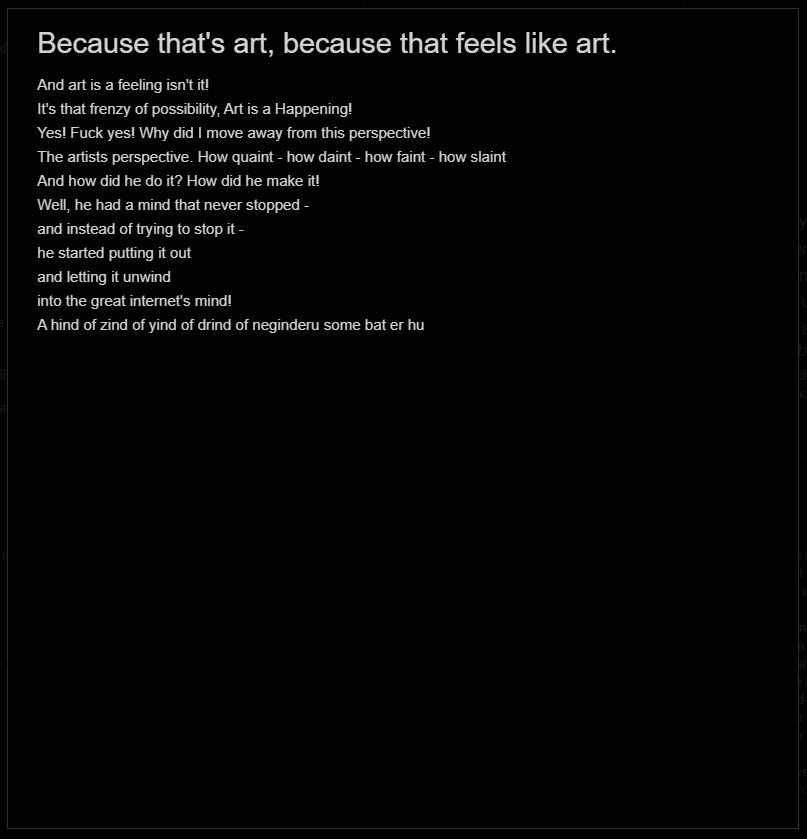 Because that's art, because that feels like art.
And art is a feeling isn't it!
It's that frenzy of possibility, Art is a Happening!
Yes! Fuck yes! Why did I move away from this perspective!
The artists perspective. How quaint - how daint - how faint - how slaint
And how did he do it? How did he make it!
Well, he had a mind that never stopped -
and instead of trying to stop it -
he started putting it out
and letting it unwind
into the great internet's mind!
A hind of zind of yind of drind of neginderu some bat er hu